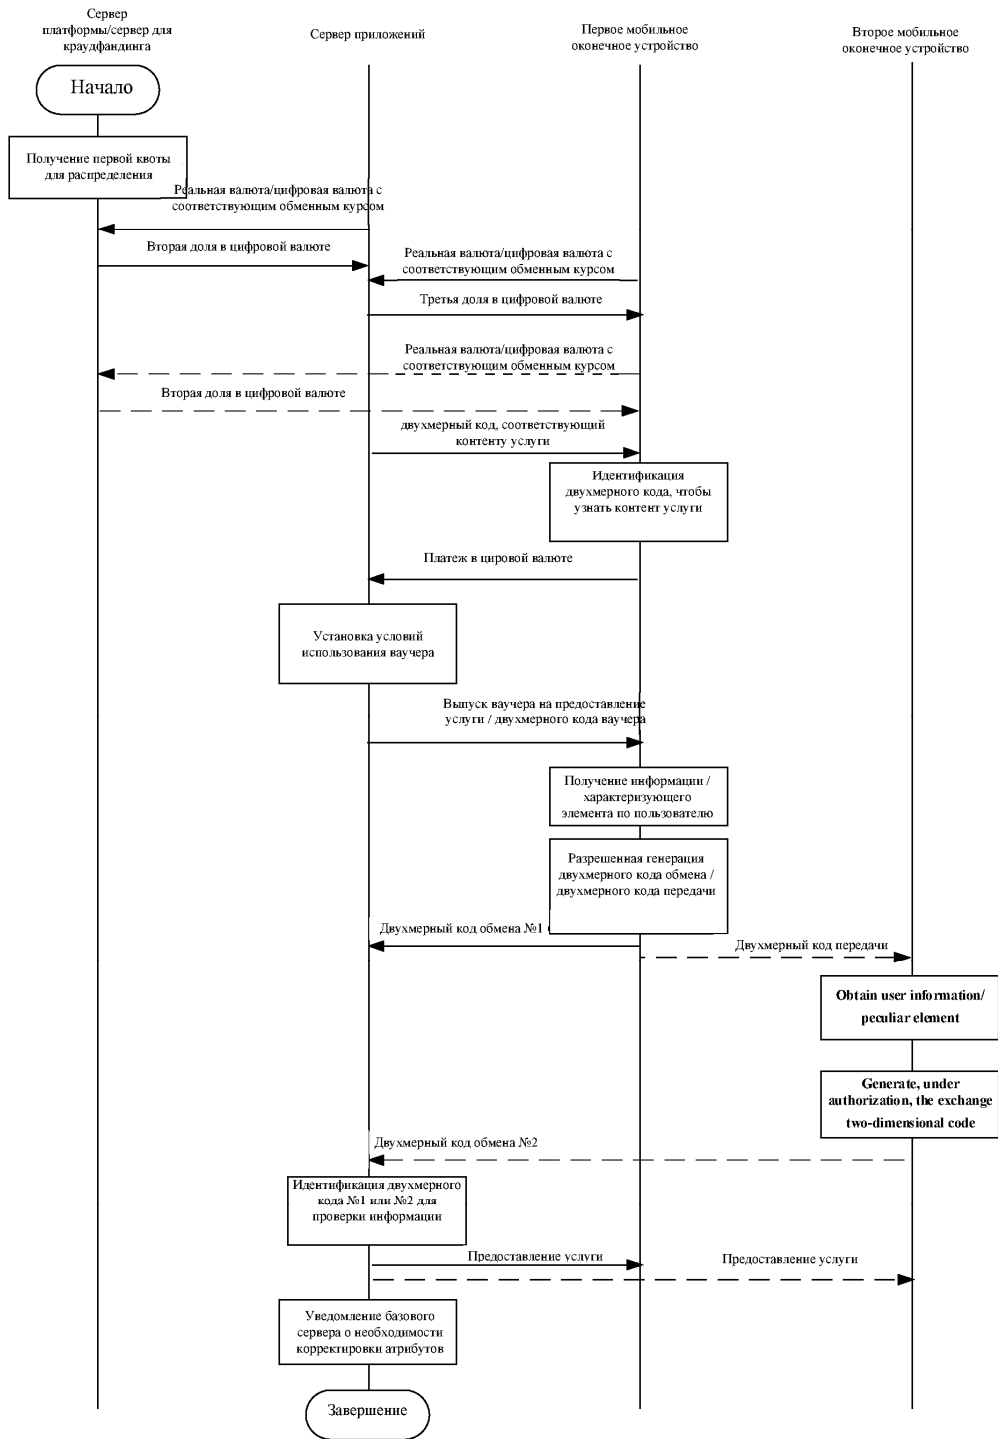 Сервер
платформы/сервер для
краудфандинга
Сервер приложений
Первое мобильное
оконечное устройство
Второе мобильное
оконечное устройство
Начало
Получение первой квоты
для распределения
Реальная валюта/цифровая валюта с
соответствующим обменным курсом
Вторая доля в цифровой валюте
Реальная валюта/цифровая валюта с
соответствующим обменным курсом
Третья доля в цифровой валюте
Реальная валюта/цифровая валюта с
соответствующим обменным курсом
Вторая доля в цифровой валюте
двухмерный код, соответствующий
контенту услуги
Идентификация
двухмерного кода, чтобы
узнать контент услуги
Платеж в цировой валюте
Установка условий
использования ваучера
Выпуск ваучера на предоставление
услуги / двухмерного кода ваучера
Получение информации /
характеризующего
элемента по пользователю
Разрешенная генерация
двухмерного кода обмена /
двухмерного кода передачи
Двухмерный код обмена №1
Двухмерный код передачи
Obtain user information/
peculiar element
Generate, under
authorization, the exchange
two-dimensional code
Двухмерный код обмена №2
Идентификация двухмерного
кода №1 или №2 для
проверки информации
Предоставление услуги
Предоставление услуги
Уведомление базового
сервера о необходимости
корректировки атрибутов
Завершение